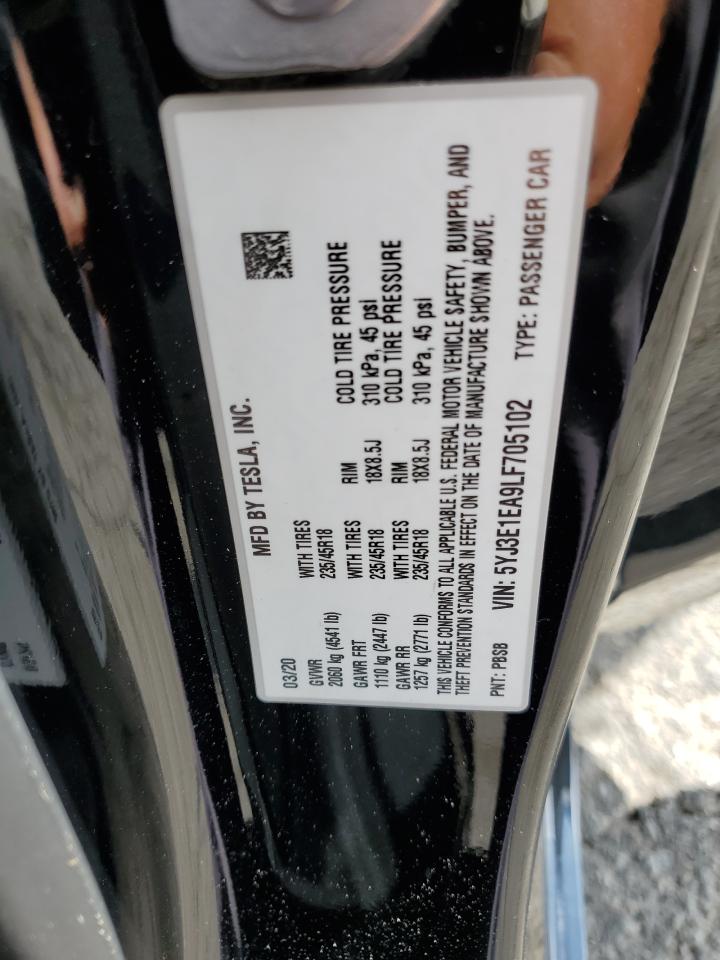 MFD BY TESLA, INC.
03/20
GVWR WITH TIRES
2060 kg (4541 lb) 235/45R18
GAWR FRT WITH TIRES RIM COLD TIRE PRESSURE
1110 kg (2447 lb) 235/45R18 18X8.5J 310 kPa, 45 psi
GAWR RR WITH TIRES RIM COLD TIRE PRESSURE
1257 kg (2771 lb) 235/45R18 18X8.5J 310 kPa, 45 psi
THIS VEHICLE CONFORMS TO ALL APPLICABLE U.S. FEDERAL MOTOR VEHICLE SAFETY, BUMPER, AND
THEFT PREVENTION STANDARDS IN EFFECT ON THE DATE OF MANUFACTURE SHOWN ABOVE.
PNT: PBSB VIN: 5YJ3E1EA9LF705102 TYPE: PASSENGER CAR